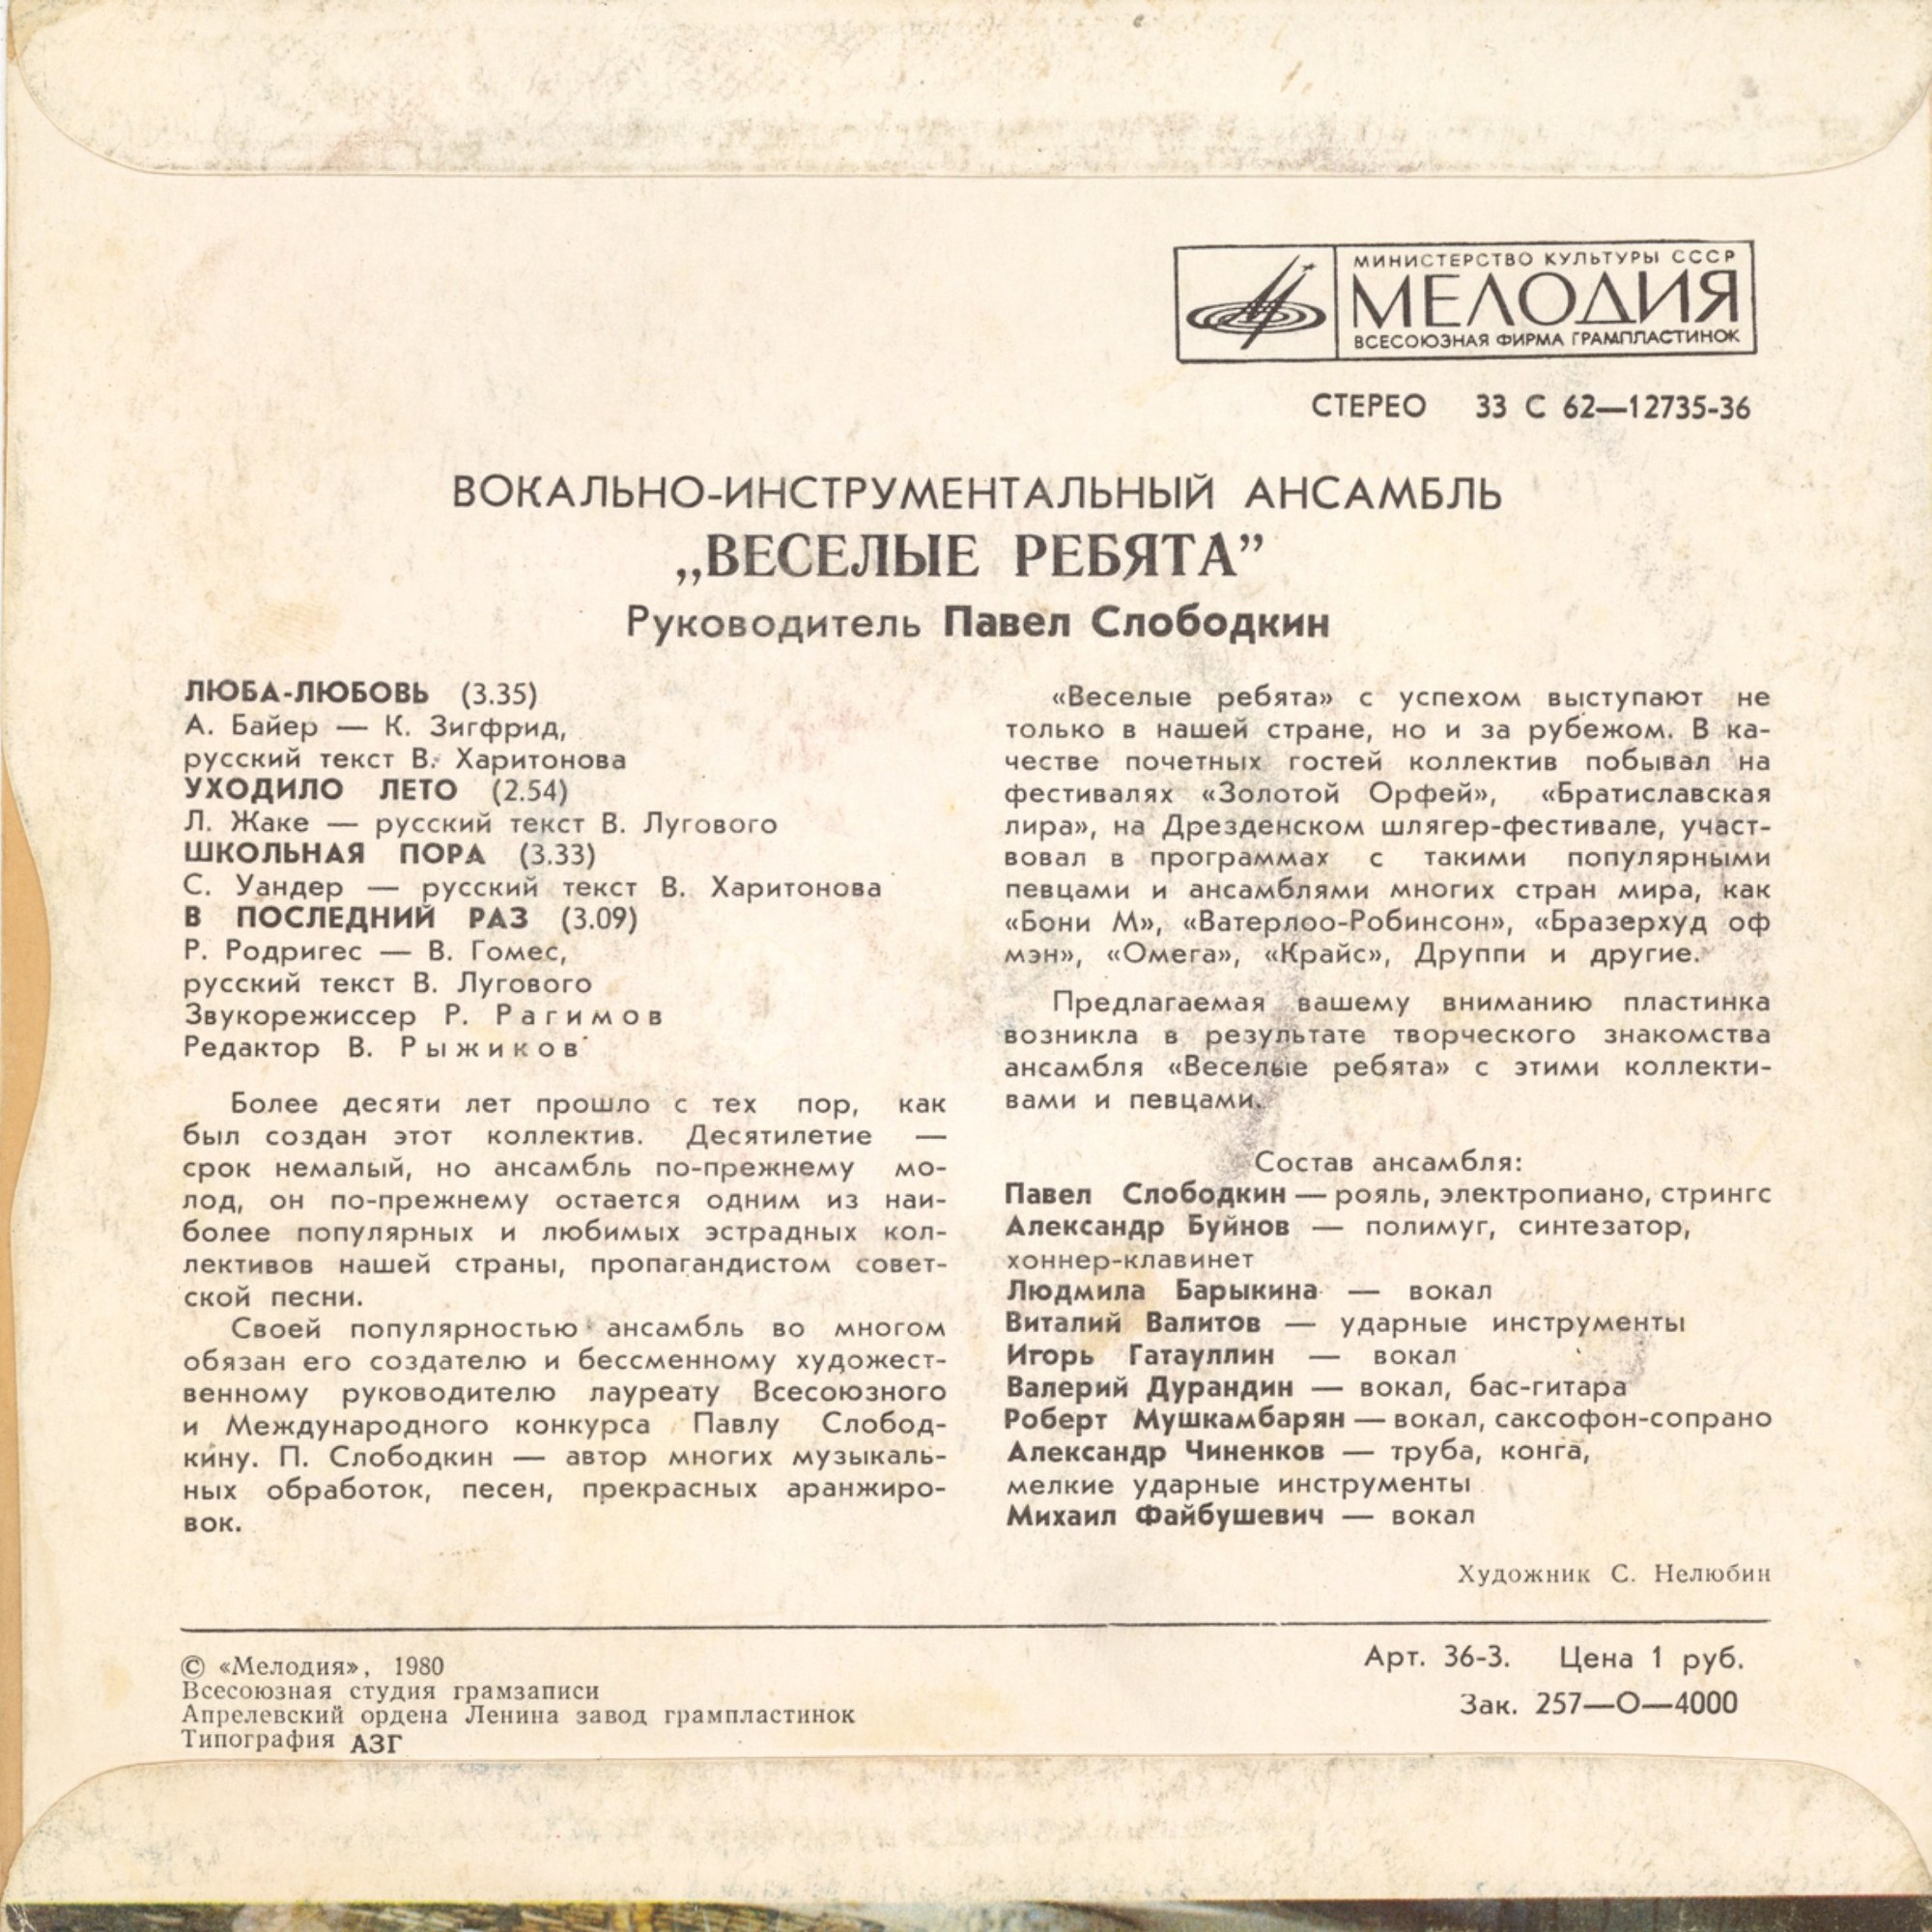 МИНИСТЕРСТВО КУЛЬТУРЫ СССР
МЕЛОДИЯ
ВСЕСОЮЗНАЯ ФИРМА ГРАМПЛАСТИНОК
СТЕРЕО 33 С 62—12735-36
ВОКАЛЬНО-ИНСТРУМЕНТАЛЬНЫЙ АНСАМБЛЬ
„ВЕСЕЛЫЕ РЕБЯТА”
Руководитель Павел Слободкин
ЛЮБА-ЛЮБОВЬ (3.35)
А. Байер — К. Зигфрид,
русский текст В. Харитонова
УХОДИЛО ЛЕТО (2.54)
Л. Жаке — русский текст В. Лугового
ШКОЛЬНАЯ ПОРА (3.33)
С. Уандер — русский текст В. Харитонова
В ПОСЛЕДНИЙ РАЗ (3.09)
Р. Родригес — В. Гомес,
русский текст В. Лугового
Звукорежиссер Р. Рагимов
Редактор В. Рыжиков
Более десяти лет прошло с тех пор, как
был создан этот коллектив. Десятилетие —
срок немалый, но ансамбль по-прежнему мо-
лод, он по-прежнему остается одним из наи-
более популярных и любимых эстрадных кол-
лективов нашей страны, пропагандистом совет-
ской песни.
Своей популярностью ансамбль во многом
обязан его создателю и бессменному художест-
венному руководителю лауреату Всесоюзного
и Международного конкурса Павлу Слобод-
кину. П. Слободкин — автор многих музыкаль-
ных обработок, песен, прекрасных аранжиро-
вок.
«Веселые ребята» с успехом выступают не
только в нашей стране, но и за рубежом. В ка-
честве почетных гостей коллектив побывал на
фестивалях «Золотой Орфей», «Братиславская
лира», на Дрезденском шлягер-фестивале, участ-
вовал в программах с такими популярными
певцами и ансамблями многих стран мира, как
«Бони М», «Ватерлоо-Робинсон», «Бразерхуд оф
мэн», «Омега», «Крайс», Друппи и другие.
Предлагаемая вашему вниманию пластинка
возникла в результате творческого знакомства
ансамбля «Веселые ребята» с этими коллекти-
вами и певцами.
Состав ансамбля:
Павел Слободкин — рояль, электропиано, стрингс
Александр Буйнов — полимуг, синтезатор,
хоннер-клавинет
Людмила Барыкина — вокал
Виталий Валитов — ударные инструменты
Игорь Гатауллин — вокал
Валерий Дурандин — вокал, бас-гитара
Роберт Мушкамбарян — вокал, саксофон-сопрано
Александр Чиненков — труба, конга,
мелкие ударные инструменты
Михаил Файбушевич — вокал
Художник С. Нелюбин
© «Мелодия», 1980
Всесоюзная студия грамзаписи
Апрелевский ордена Ленина завод грампластинок
Типография АЗГ
Арт. 36-3. Цена 1 руб.
Зак. 257—О—4000